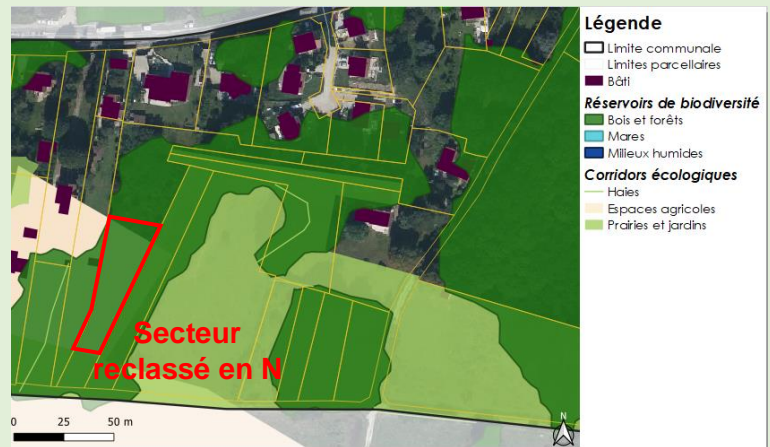 Légende
Limite communale
Limites parcellaires
Bâti
Réservoirs de biodiversité
Bois et forêts
Mares
Milieux humides
Corridors écologiques
Haies
Espaces agricoles
Prairies et jardins
Secteur
reclassé en N
0 25 50 m
N